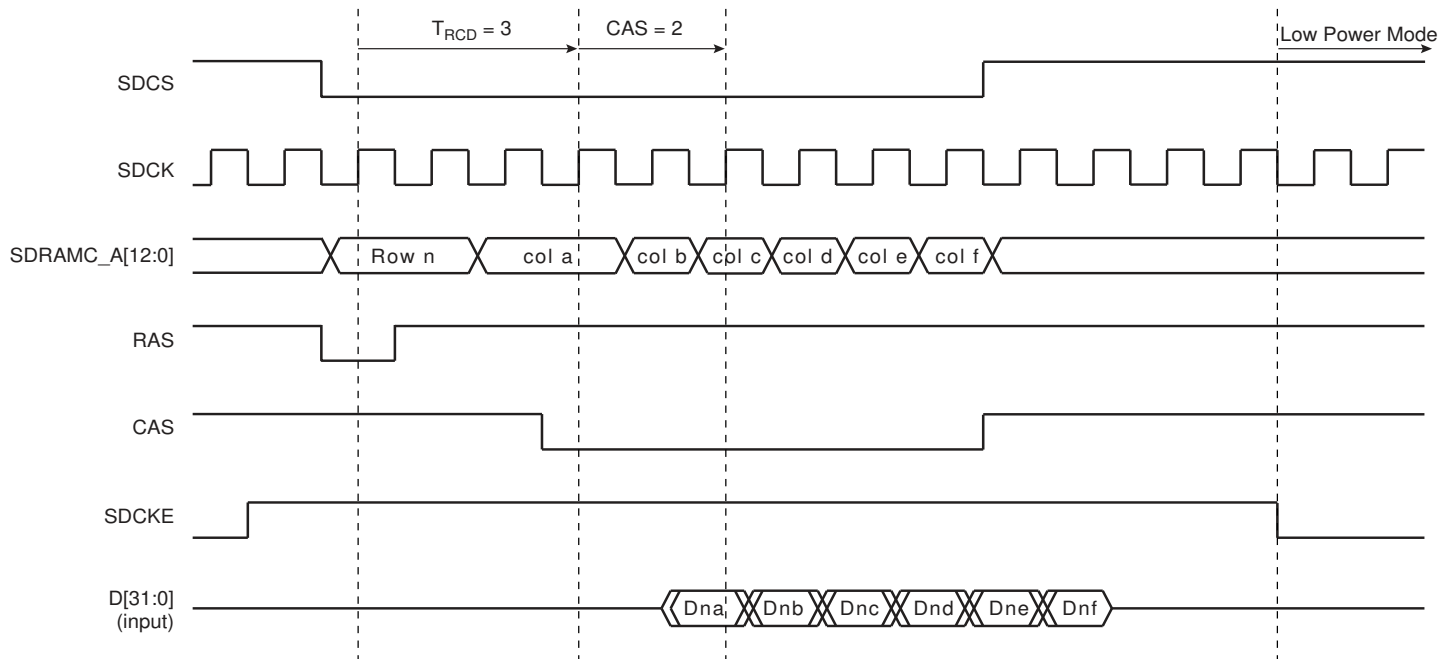 T_RCD = 3
CAS = 2
Low Power Mode
SDCS
SDCK
SDRAMC_A[12:0]
Row n
col a
col b
col c
col d
col e
col f
RAS
CAS
SDCKE
D[31:0]
(input)
Dna
Dnb
Dnc
Dnd
Dne
Dnf